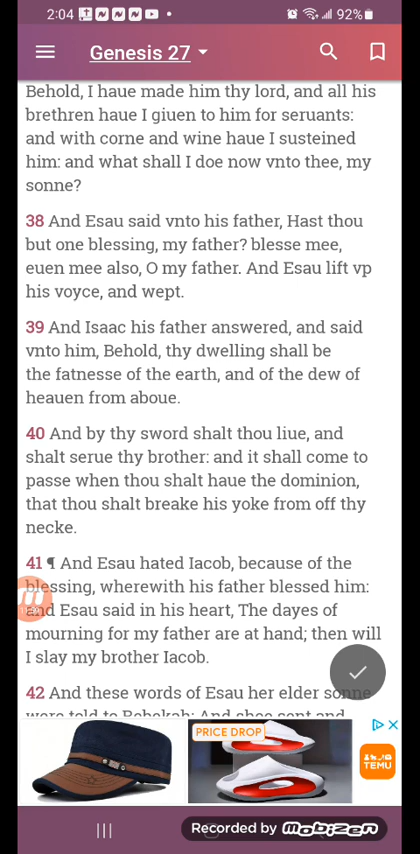 2:04 92%
Genesis 27
Behold, I haue made him thy lord, and all his
brethren haue I giuen to him for seruants:
and with corne and wine haue I susteined
him: and what shall I doe now vnto thee, my
sonne?
38 And Esau said vnto his father, Hast thou
but one blessing, my father? blesse mee,
euen mee also, O my father. And Esau lift vp
his voyce, and wept.
39 And Isaac his father answered, and said
vnto him, Behold, thy dwelling shall be
the fatnesse of the earth, and of the dew of
heauen from aboue.
40 And by thy sword shalt thou liue, and
shalt serue thy brother: and it shall come to
passe when thou shalt haue the dominion,
that thou shalt breake his yoke from off thy
necke.
41 ¶ And Esau hated Iacob, because of the
blessing, wherewith his father blessed him:
and Esau said in his heart, The dayes of
mourning for my father are at hand; then will
I slay my brother Iacob.
42 And these words of Esau her elder sonne
were told to Rebekah: And shee sent and
PRICE DROP
TEMU
Recorded by mobizen